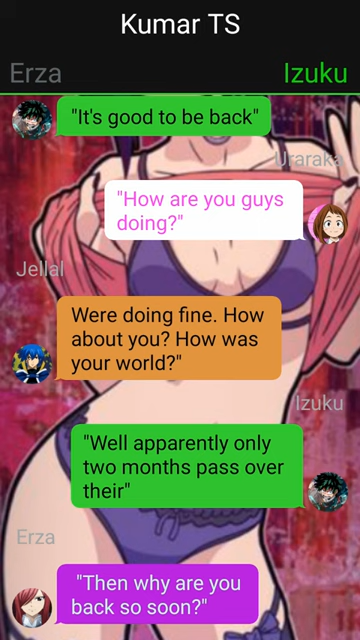 Kumar TS
Erza
Izuku
"It's good to be back"
Uraraka
"How are you guys
doing?"
Jellal
Were doing fine. How
about you? How was
your world?"
Izuku
"Well apparently only
two months pass over
their"
Erza
"Then why are you
back so soon?"